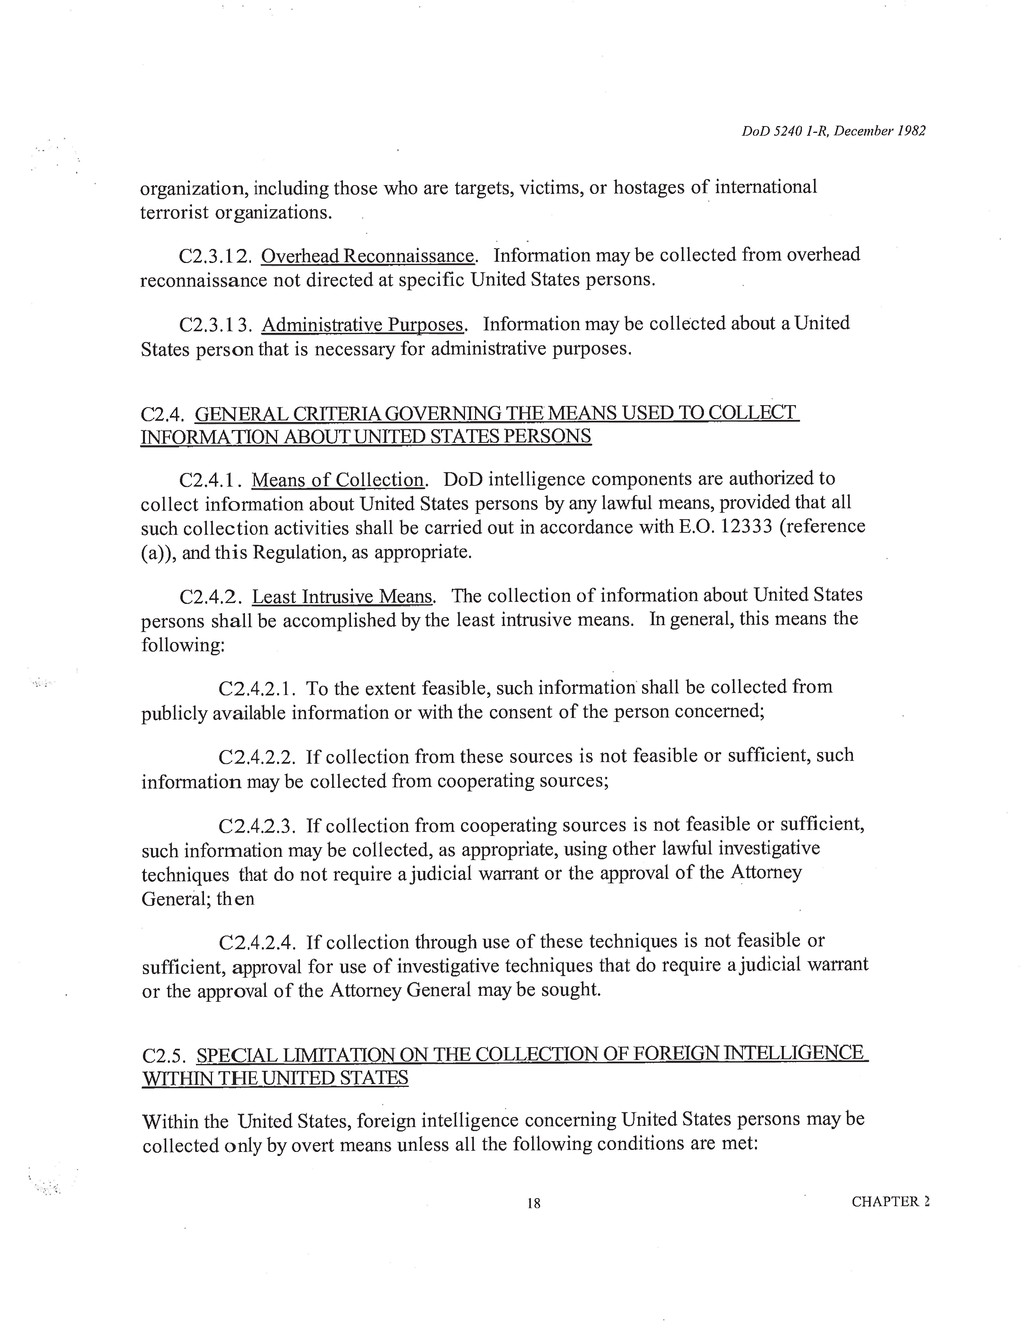 DoD 5240 1-R, December 1982
organization, including those who are targets, victims, or hostages of international
terrorist organizations.
C2.3.12. Overhead Reconnaissance. Information may be collected from overhead
reconnaissance not directed at specific United States persons.
C2.3.13. Administrative Purposes. Information may be collected about a United
States person that is necessary for administrative purposes.
C2.4. GENERAL CRITERIA GOVERNING THE MEANS USED TO COLLECT
INFORMATION ABOUT UNITED STATES PERSONS
C2.4.1. Means of Collection. DoD intelligence components are authorized to
collect information about United States persons by any lawful means, provided that all
such collection activities shall be carried out in accordance with E.O. 12333 (reference
(a)), and this Regulation, as appropriate.
C2.4.2. Least Intrusive Means. The collection of information about United States
persons shall be accomplished by the least intrusive means. In general, this means the
following:
C2.4.2.1. To the extent feasible, such information shall be collected from
publicly available information or with the consent of the person concerned;
C2.4.2.2. If collection from these sources is not feasible or sufficient, such
information may be collected from cooperating sources;
C2.4.2.3. If collection from cooperating sources is not feasible or sufficient,
such information may be collected, as appropriate, using other lawful investigative
techniques that do not require a judicial warrant or the approval of the Attorney
General; then
C2.4.2.4. If collection through use of these techniques is not feasible or
sufficient, approval for use of investigative techniques that do require a judicial warrant
or the approval of the Attorney General may be sought.
C2.5. SPECIAL LIMITATION ON THE COLLECTION OF FOREIGN INTELLIGENCE
WITHIN THE UNITED STATES
Within the United States, foreign intelligence concerning United States persons may be
collected only by overt means unless all the following conditions are met:
18
CHAPTER 2